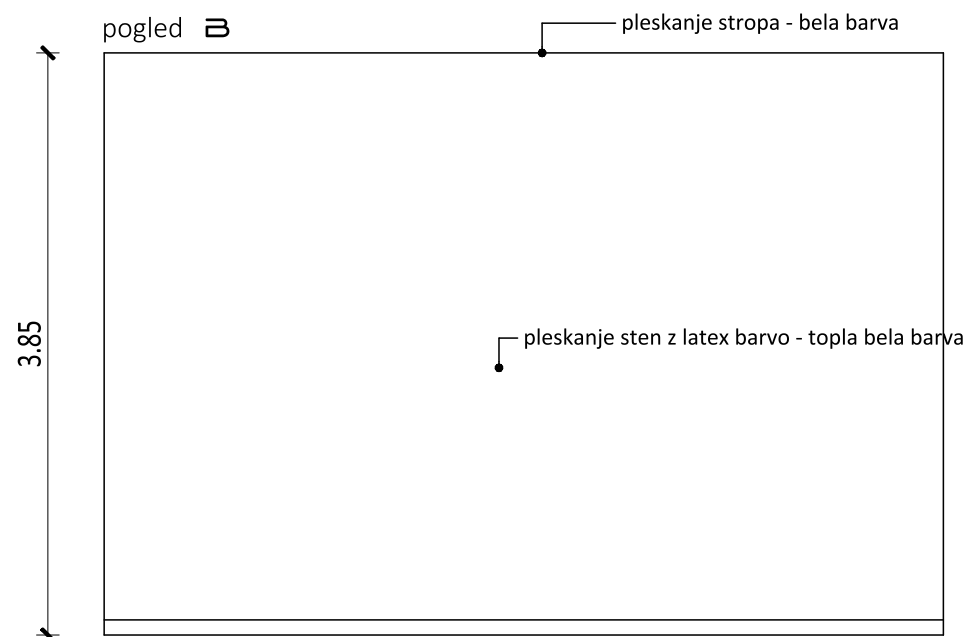 pogled B
pleskanje stropa - bela barva
3.85
pleskanje sten z latex barvo - topla bela barva